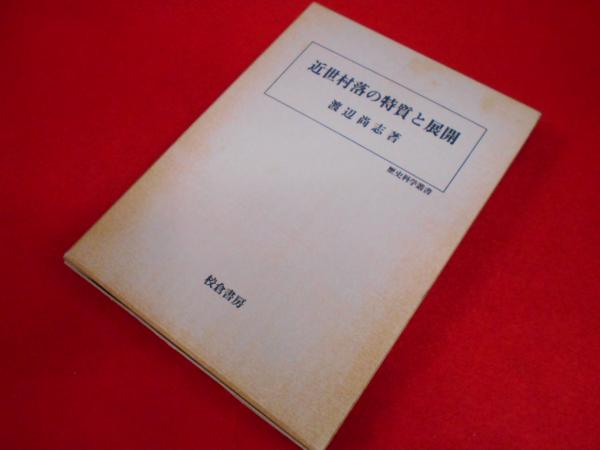 近世村落の特質と展開
渡辺尚志著
歴史科学叢書
校倉書房